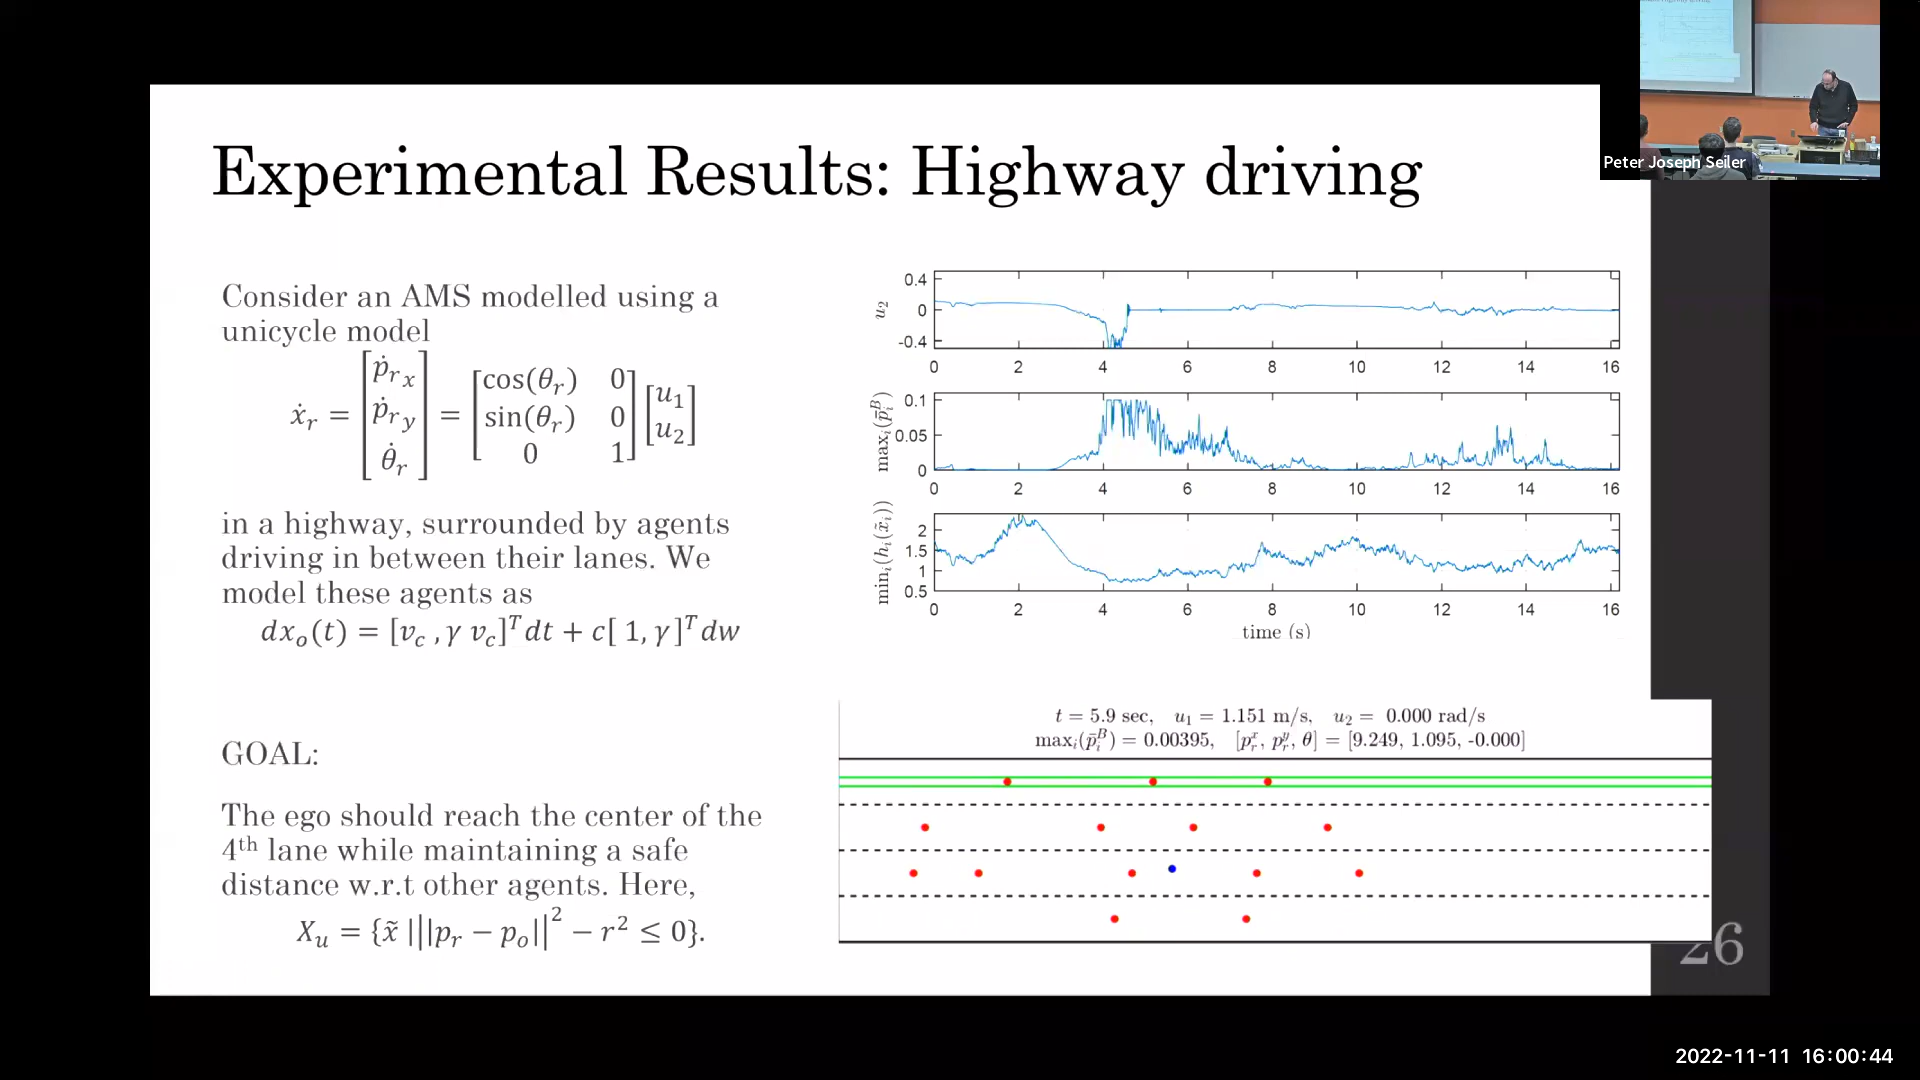 Peter Joseph Seiler
Experimental Results: Highway driving
Consider an AMS modelled using a
unicycle model
ẋ_r = [ṗ_rx ṗ_ry θ̇_r] = [cos(θ_r) 0 sin(θ_r) 0 0 1] [u_1 u_2]
in a highway, surrounded by agents
driving in between their lanes. We
model these agents as
dx_o(t) = [v_c , γ v_c]^T dt + c[ 1, γ]^T dw
GOAL:
The ego should reach the center of the
4th lane while maintaining a safe
distance w.r.t other agents. Here,
X_u = {x̃ |||p_r − p_o||^2 − r^2 ≤ 0}.
u_2
0.4
0
-0.4
0 2 4 6 8 10 12 14 16
max_i(p̄_i^B)
0.1
0.05
0
0 2 4 6 8 10 12 14 16
min_i(h_i(x̃_i))
2
1.5
1
0.5
0 2 4 6 8 10 12 14 16
time (s)
t = 5.9 sec, u_1 = 1.151 m/s, u_2 = 0.000 rad/s
max_i(p̄_i^B) = 0.00395, [p_r^x, p_r^y, θ] = [9.249, 1.095, -0.000]
26
2022-11-11 16:00:44